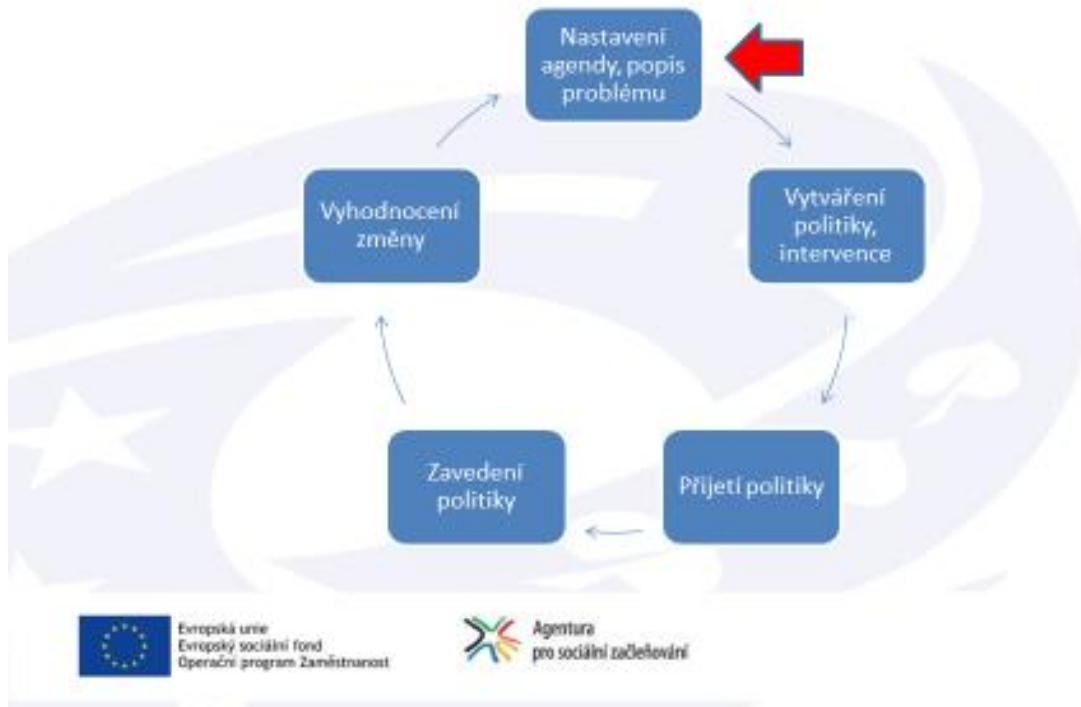 Nastavení
agendy, popis
problému
Vytváření
politiky,
intervence
Přijetí politiky
Zavedení
politiky
Vyhodnocení
změny
Evropská unie
Evropský sociální fond
Operační program Zaměstnanost
Agentura
pro sociální začleňování